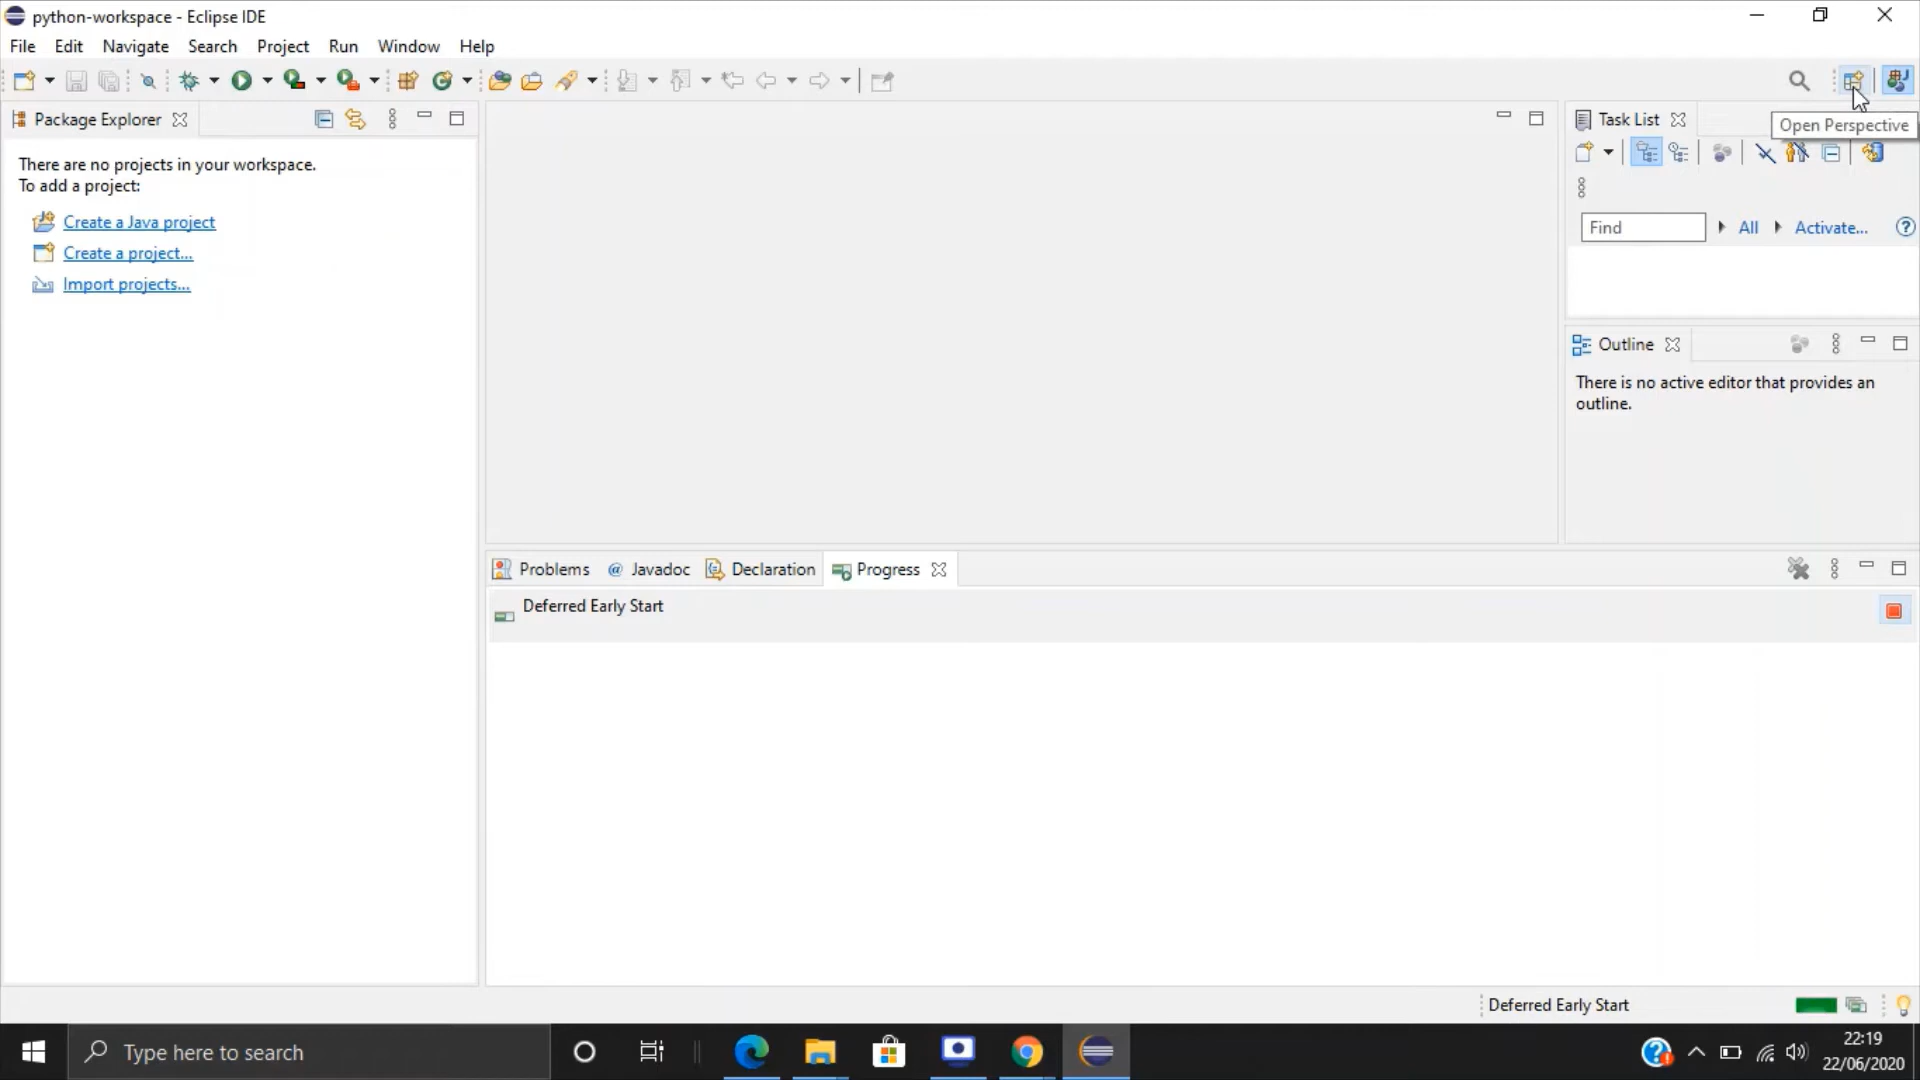 python-workspace - Eclipse IDE
File Edit Navigate Search Project Run Window Help
Package Explorer
There are no projects in your workspace.
To add a project:
Create a Java project
Create a project...
Import projects...
Task List
Open Perspective
Find All Activate...
Outline
There is no active editor that provides an
outline.
Problems @ Javadoc Declaration Progress
Deferred Early Start
Deferred Early Start
Type here to search
22:19
22/06/2020